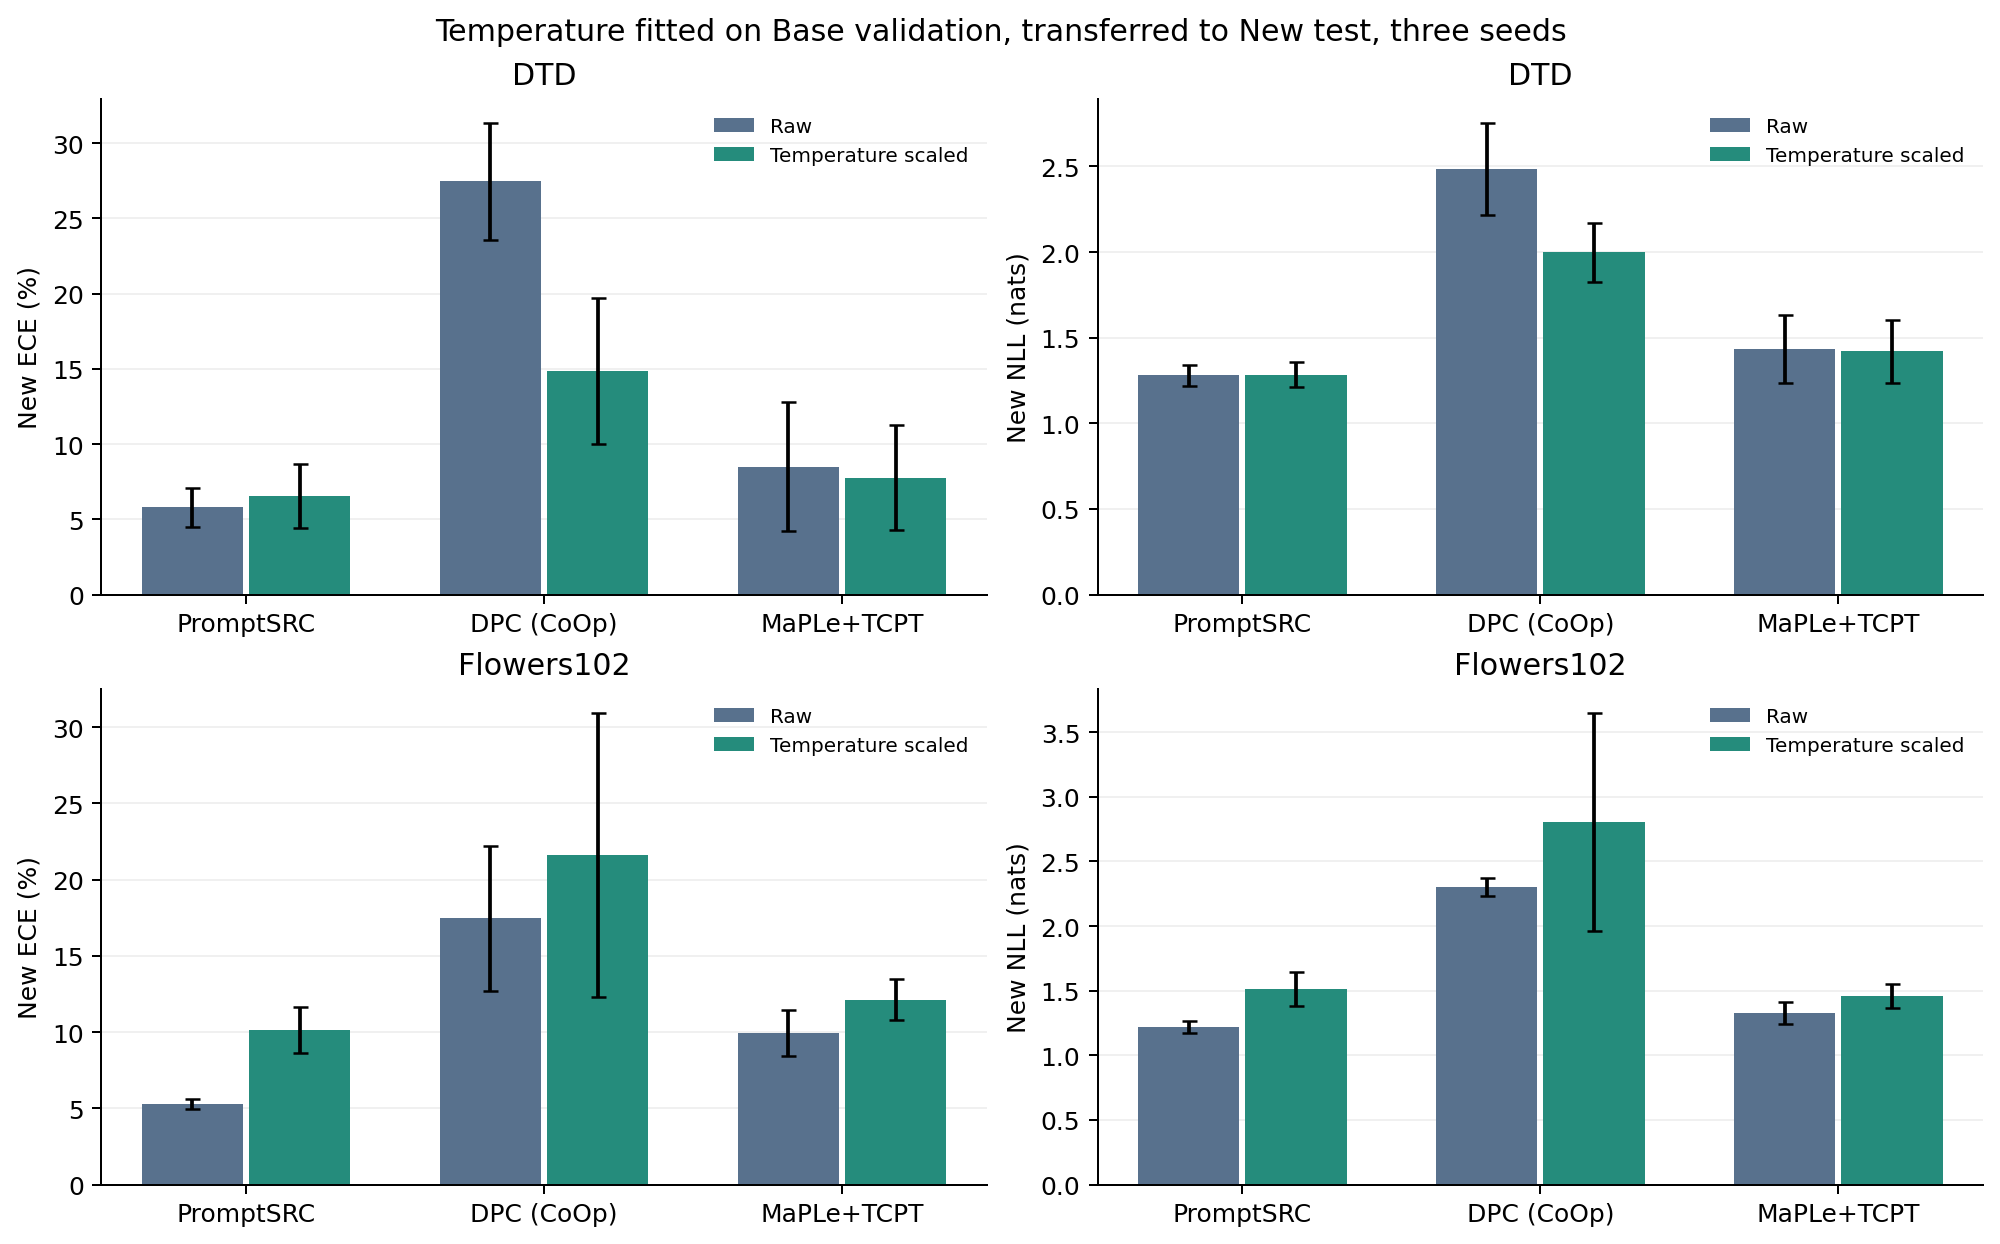 Temperature fitted on Base validation, transferred to New test, three seeds
DTD
New ECE (%)
30
25
20
15
10
5
0
Raw
Temperature scaled
PromptSRC
DPC (CoOp)
MaPLe+TCPT
DTD
New NLL (nats)
2.5
2.0
1.5
1.0
0.5
0.0
Raw
Temperature scaled
PromptSRC
DPC (CoOp)
MaPLe+TCPT
Flowers102
New ECE (%)
30
25
20
15
10
5
0
Raw
Temperature scaled
PromptSRC
DPC (CoOp)
MaPLe+TCPT
Flowers102
New NLL (nats)
3.5
3.0
2.5
2.0
1.5
1.0
0.5
0.0
Raw
Temperature scaled
PromptSRC
DPC (CoOp)
MaPLe+TCPT